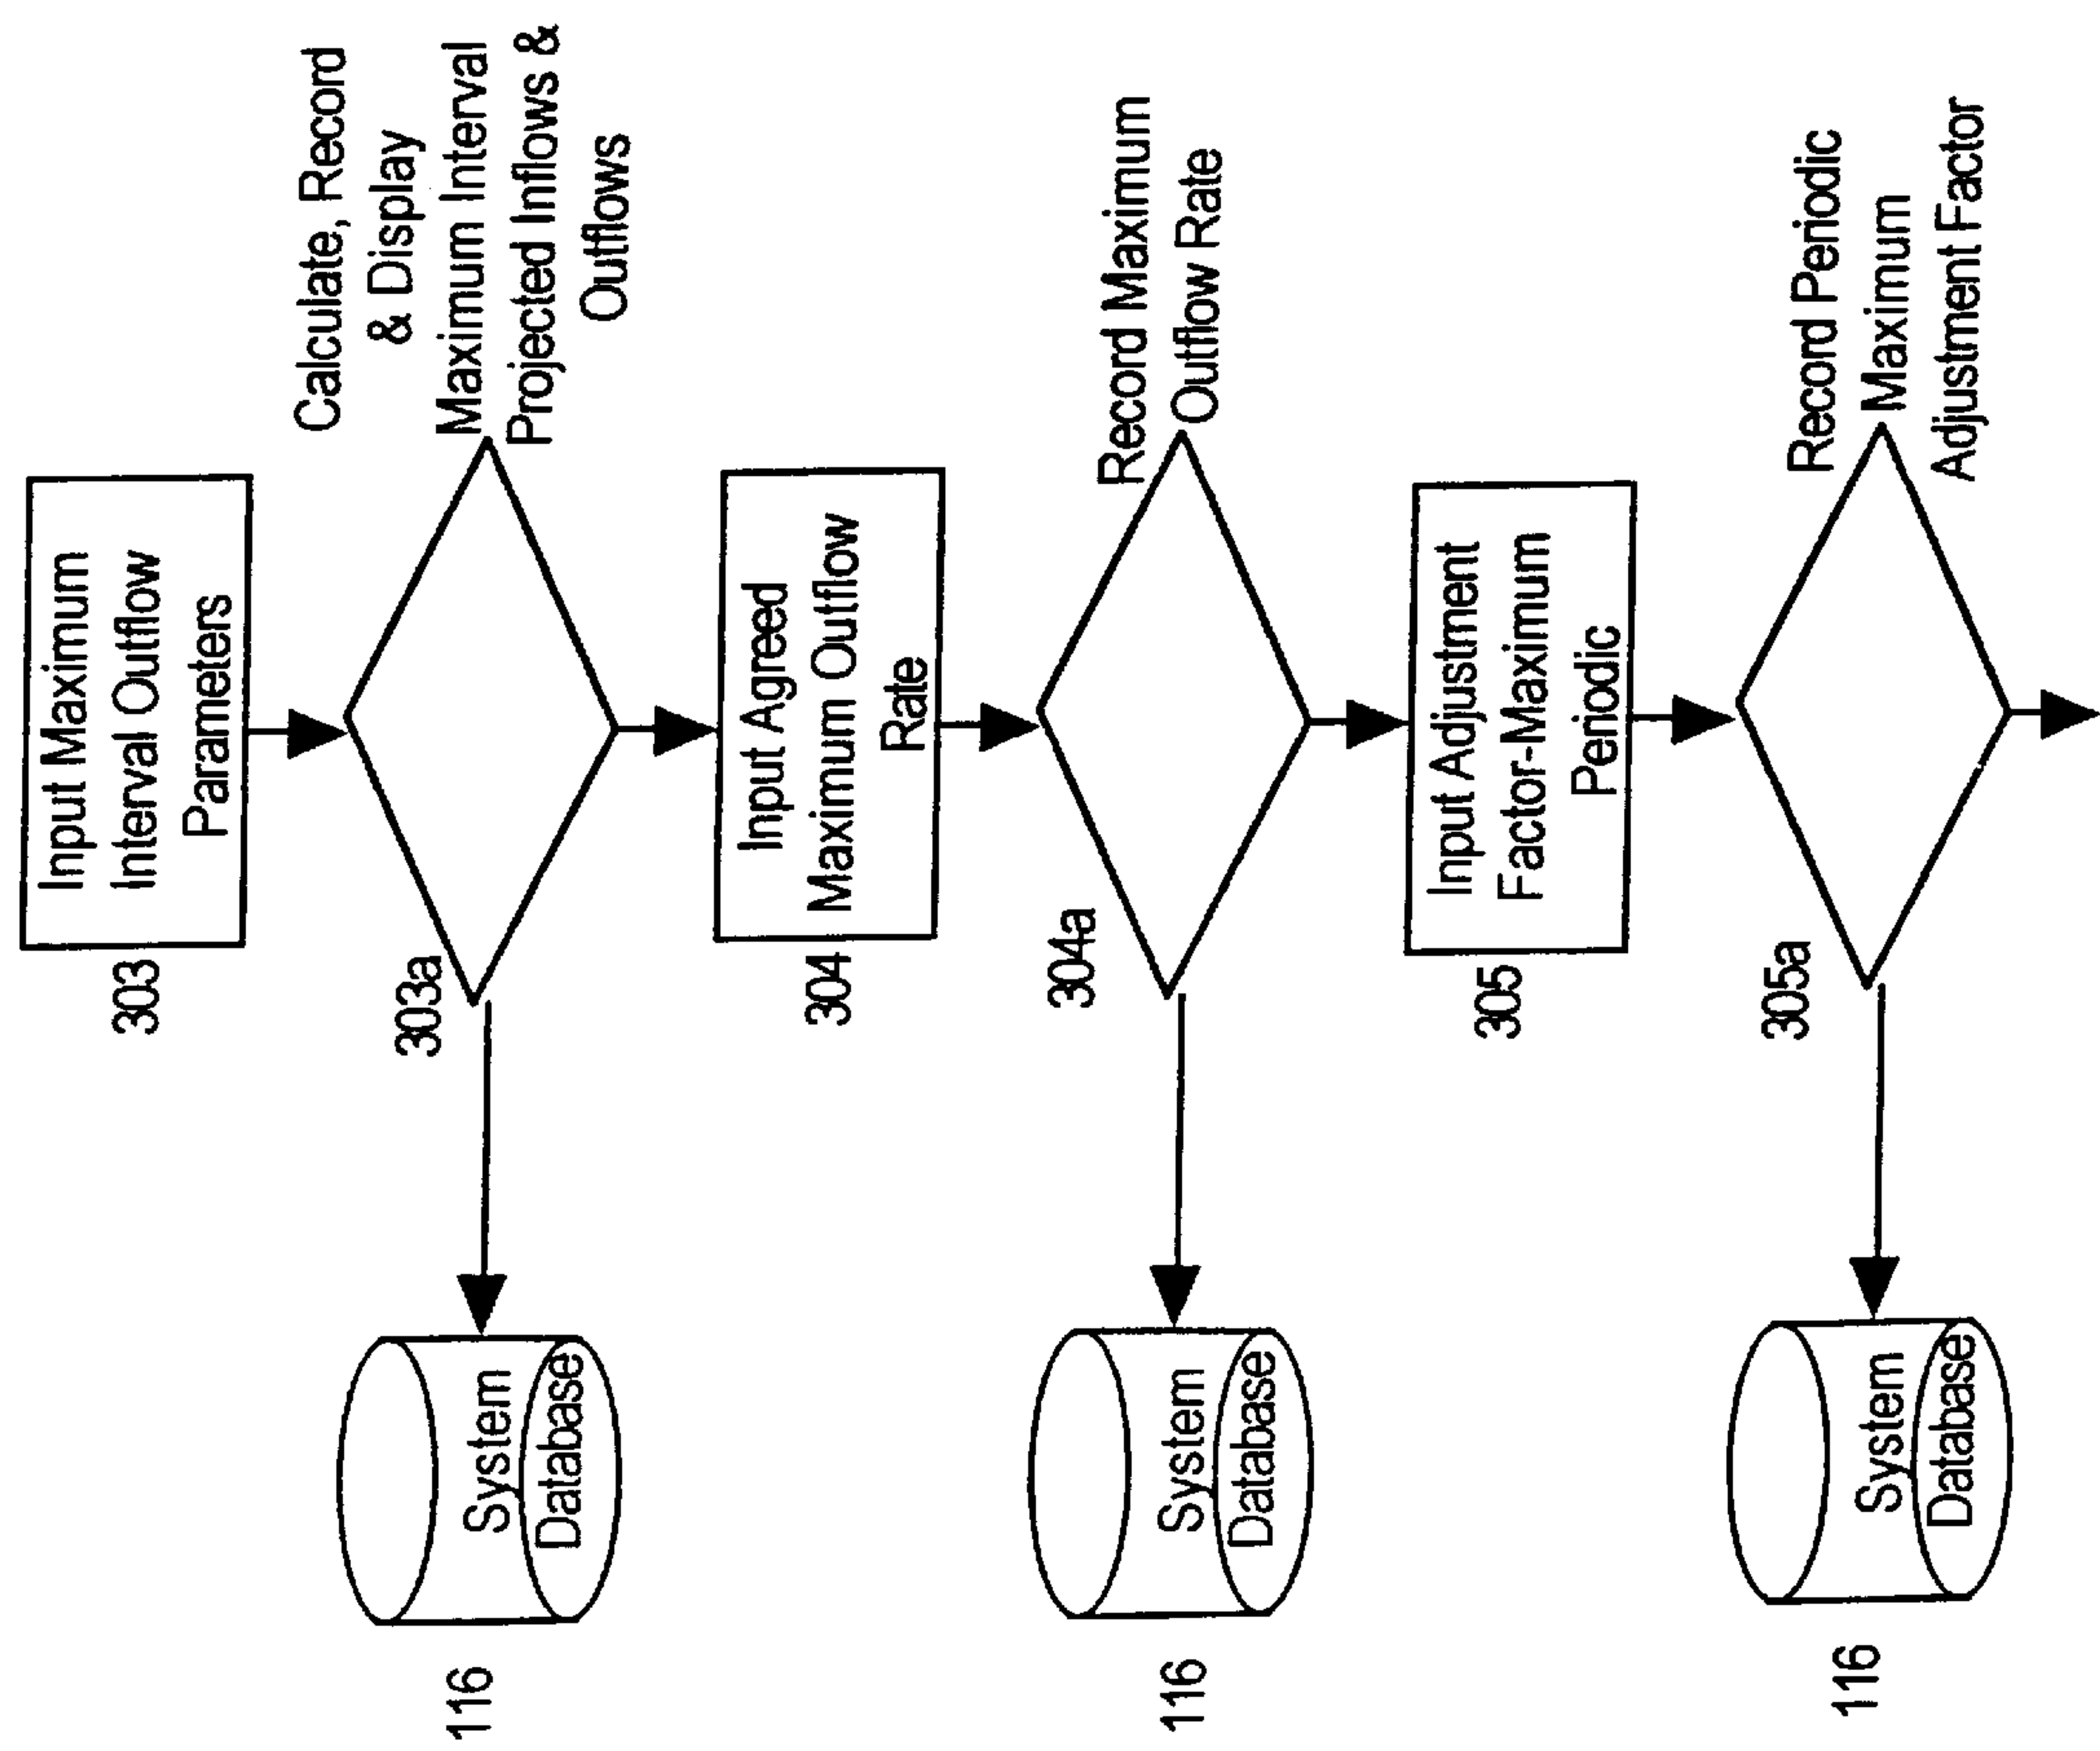 Input Maximum
Interval Outflow
Parameters
303
Calculate, Record
& Display
Maximum Interval
Projected Inflows &
Outflows
303a
System
Database
116
Input Agreed
Maximum Outflow
Rate
304
Record Maximum
Outflow Rate
304a
System
Database
116
Input Adjustment
Factor-Maximum
Periodic
305
Record Periodic
Maximum
Adjustment Factor
305a
System
Database
116